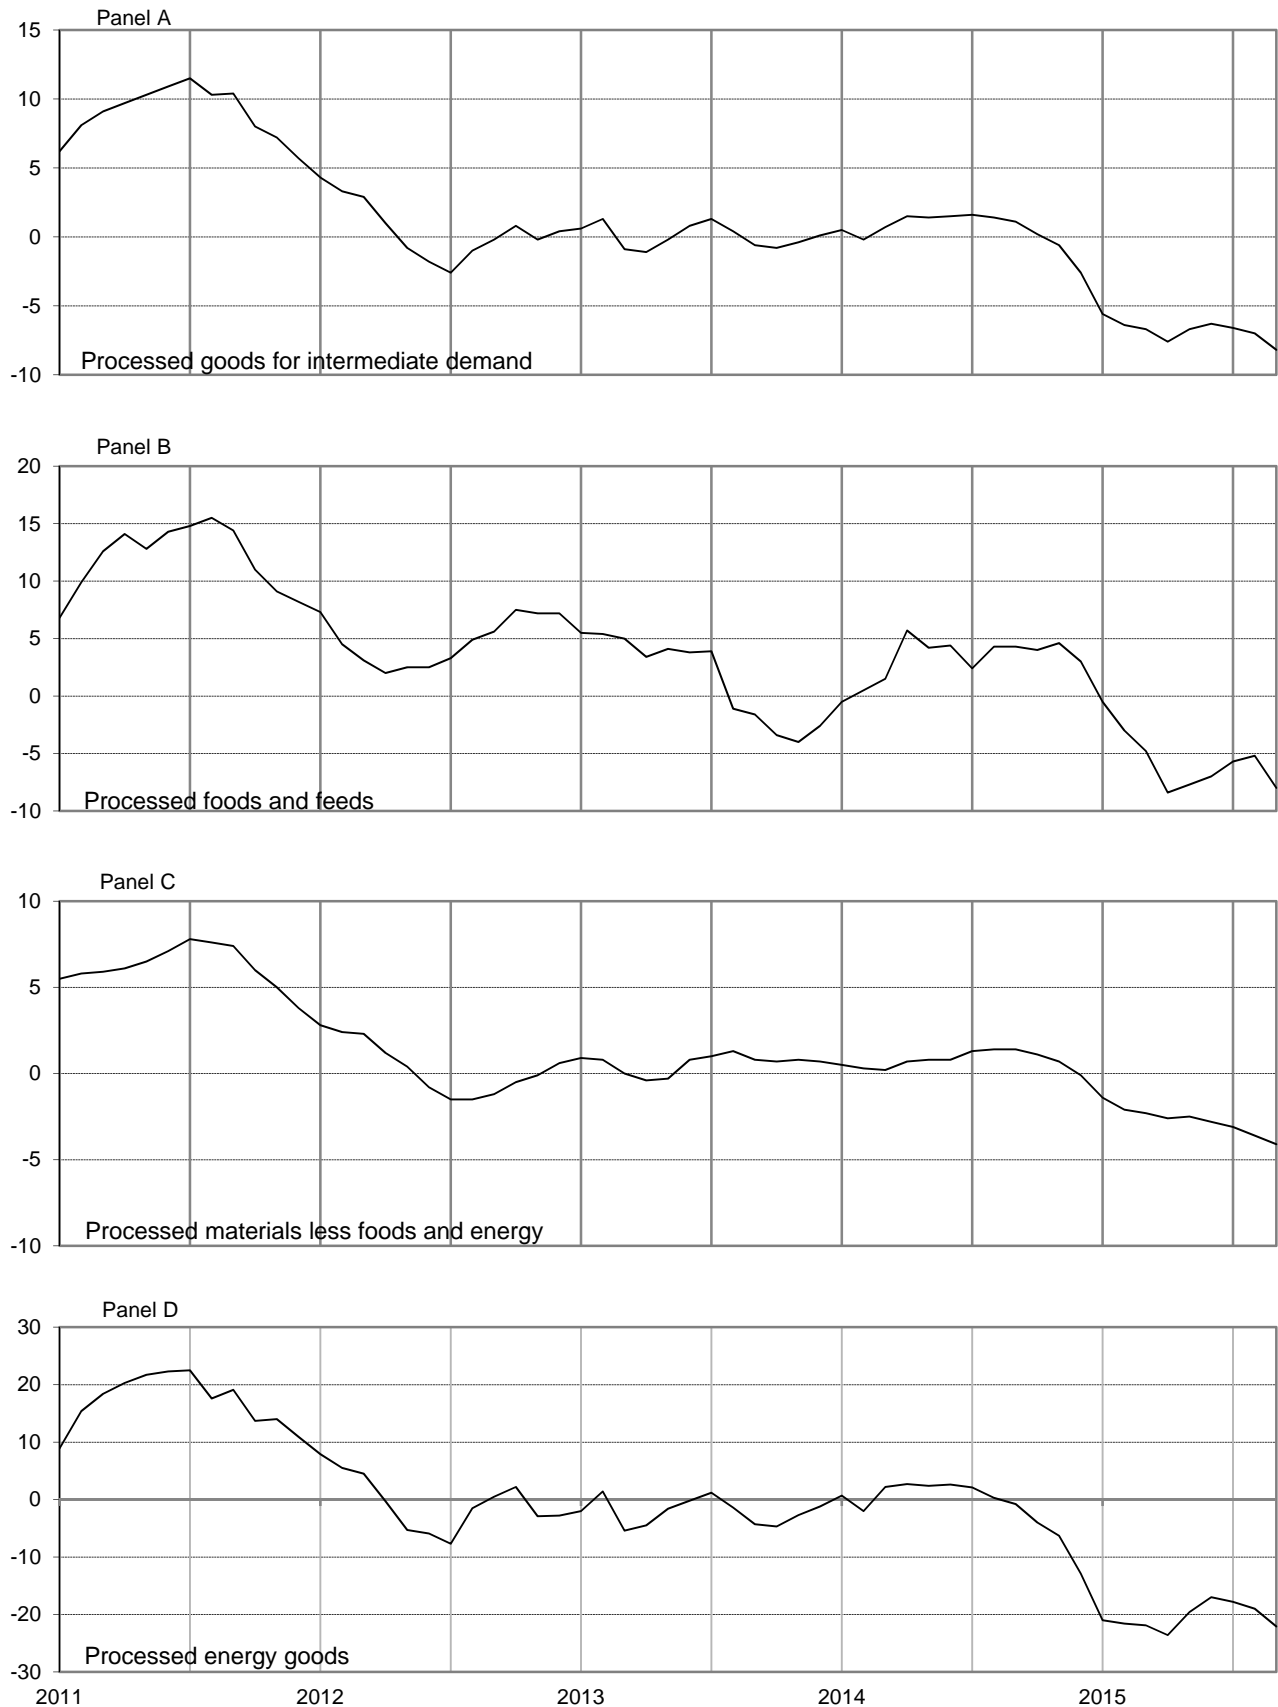 Panel A
15
10
5
0
-5
-10
Processed goods for intermediate demand
Panel B
20
15
10
5
0
-5
-10
Processed foods and feeds
Panel C
10
5
0
-5
-10
Processed materials less foods and energy
Panel D
30
20
10
0
-10
-20
-30
Processed energy goods
2011 2012 2013 2014 2015